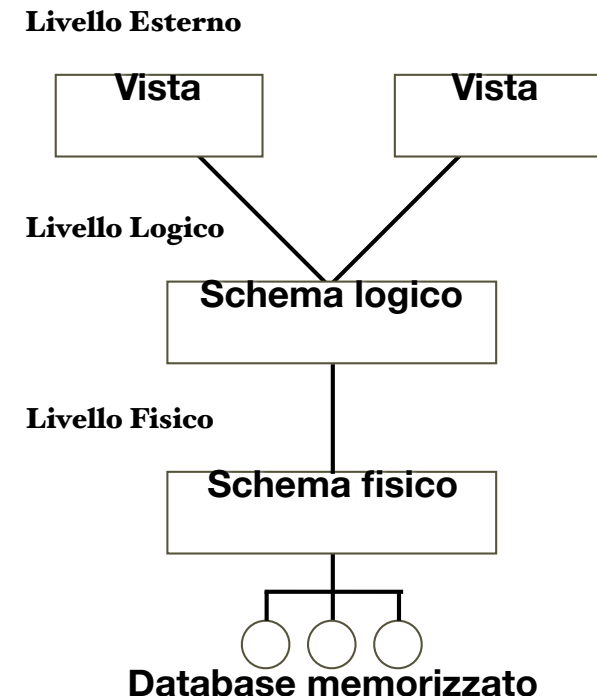 Livello Esterno
Vista
Vista
Livello Logico
Schema logico
Livello Fisico
Schema fisico
Database memorizzato